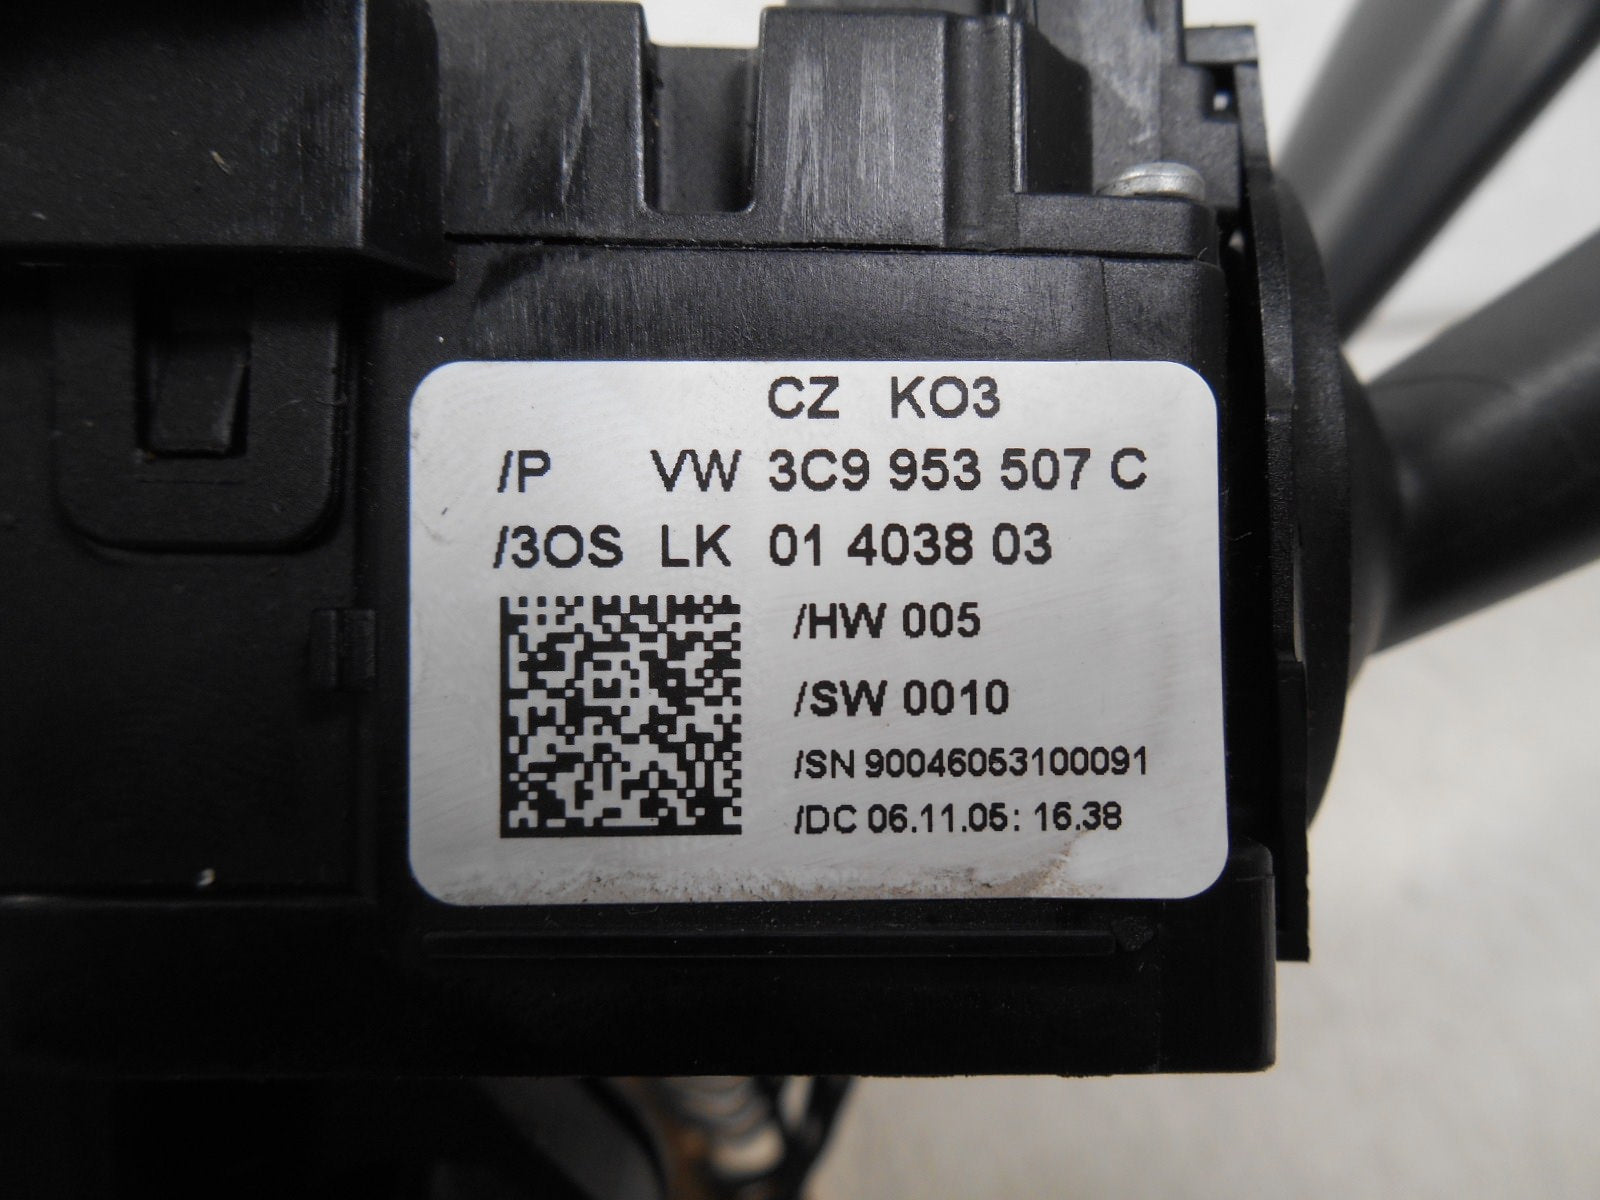 CZ KO3
/P VW 3C9 953 507 C
/3OS LK 01 4038 03
/HW 005
/SW 0010
/SN 90046053100091
/DC 06.11.05: 16.38